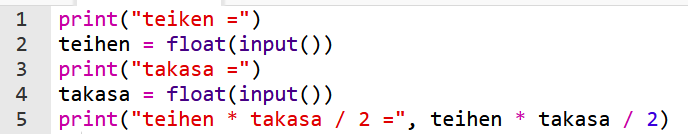 1 print("teiken =")
2 teihen = float(input())
3 print("takasa =")
4 takasa = float(input())
5 print("teihen * takasa / 2 =", teihen * takasa / 2)